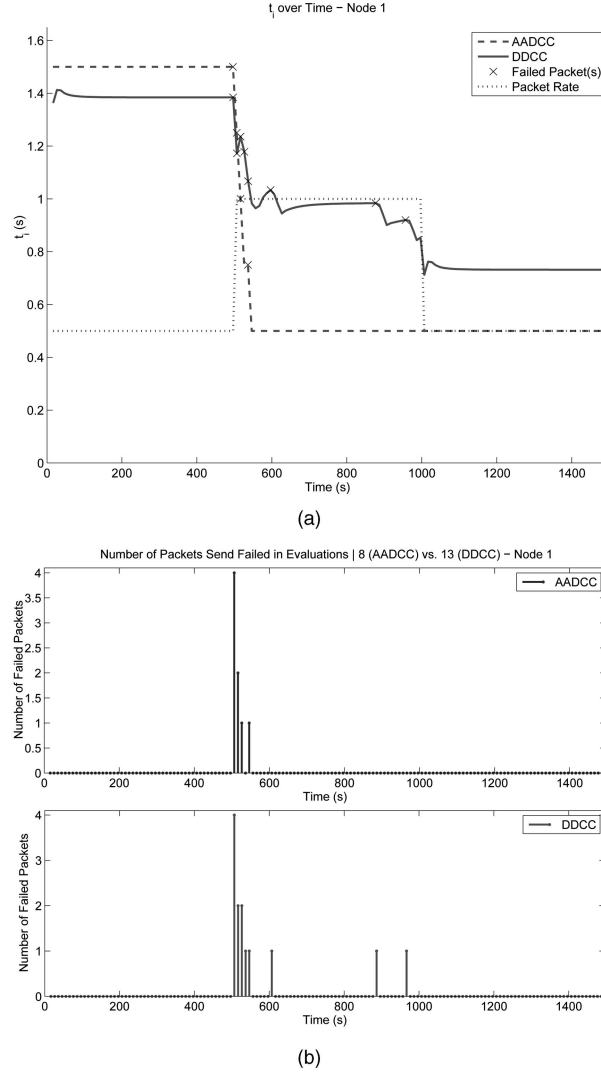 t_i over Time − Node 1
AADCC
DDCC
Failed Packet(s)
Packet Rate
t_i (s)
1.6
1.4
1.2
1
0.8
0.6
0.4
0.2
0
0 200 400 600 800 1000 1200 1400
Time (s)
(a)
Number of Packets Send Failed in Evaluations | 8 (AADCC) vs. 13 (DDCC) − Node 1
AADCC
Number of Failed Packets
4
3.5
3
2.5
2
1.5
1
0.5
0
0 200 400 600 800 1000 1200 1400
Time (s)
DDCC
Number of Failed Packets
4
3
2
1
0
0 200 400 600 800 1000 1200 1400
Time (s)
(b)